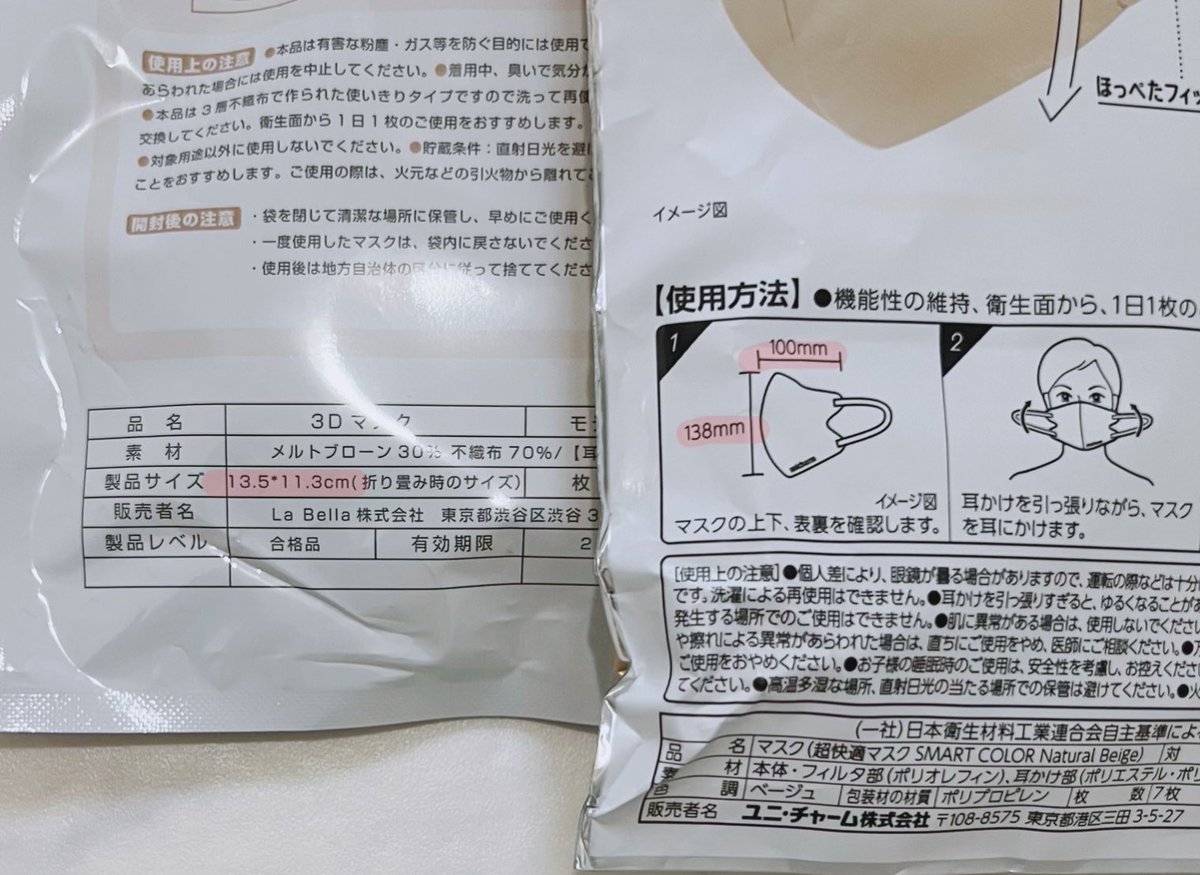 使用上の注意 ●本品は有害な粉塵・ガス等を防ぐ目的には使用
あらわれた場合には使用を中止してください。●着用中、臭いで気分
●本品は3層不織布で作られた使いきりタイプですので洗って再使
交換してください。衛生面から1日1枚のご使用をおすすめします。
●対象用途以外に使用しないでください。●貯蔵条件:直射日光を避
ことをおすすめします。ご使用の際は、火元などの引火物から離れて
開封後の注意 ・袋を閉じて清潔な場所に保管し、早めにご使用く
・一度使用したマスクは、袋内に戻さないでくださ
・使用後は地方自治体の区分に従って捨ててくださ
品 名 3Dマスク モ
素 材 メルトブローン30% 不織布70%/【耳
製品サイズ 13.5*11.3cm(折り畳み時のサイズ) 枚
販売者名 La Bella株式会社 東京都渋谷区渋谷3
製品レベル 合格品 有効期限 2
ほっぺたフィッ
イメージ図
【使用方法】●機能性の維持、衛生面から、1日1枚の
1 100mm
138mm
イメージ図
マスクの上下、表裏を確認します。
2
耳かけを引っ張りながら、マスク
を耳にかけます。
[使用上の注意]●個人差により、眼鏡が曇る場合がありますので、運転の際などは十分
です。洗濯による再使用はできません。●耳かけを引っ張りすぎると、ゆるくなることが
発生する場所でのご使用はできません。●肌に異常がある場合は、使用しないでくださ
や擦れによる異常があらわれた場合は、直ちにご使用をやめ、医師にご相談ください。●
ご使用をおやめください。●お子様の睡眠時のご使用は、安全性を考慮し、お控えくださ
てください。●高温多湿な場所、直射日光の当たる場所での保管は避けてください。●火
(一社)日本衛生材料工業連合会自主基準によ
品 名 マスク(超快適マスク SMART COLOR Natural Beige) 対
素 材 本体・フィルタ部(ポリオレフィン)、耳かけ部(ポリエステル・ポリ
色 調 ベージュ 包装材の材質 ポリプロピレン 枚 数 7枚
販売者名 ユニ・チャーム株式会社 〒108-8575 東京都港区三田3-5-27